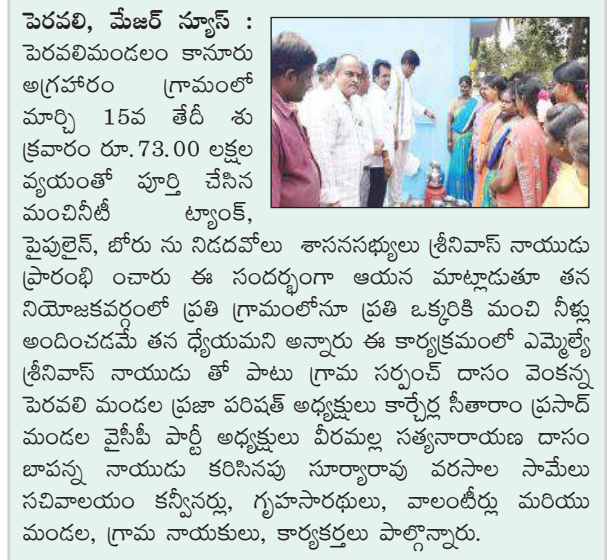 పెరవలి, మేజర్ న్యూస్ :
పెరవలిమండలం కానూరు
అగ్రహారం గ్రామంలో
మార్చి 15వ తేదీ శు
క్రవారం రూ.73.00 లక్షల
వ్యయంతో పూర్తి చేసిన
మంచినీటీ ట్యాంక్,
పైపులైన్, బోరు ను నిడదవోలు శాసనసభ్యులు శ్రీనివాస్ నాయుడు
ప్రారంభి ంచారు ఈ సందర్భంగా ఆయన మాట్లాడుతూ తన
నియోజకవర్గంలో ప్రతి గ్రామంలోనూ ప్రతి ఒక్కరికి మంచి నీళ్లు
అందించడమే తన ధ్యేయమని అన్నారు ఈ కార్యక్రమంలో ఎమ్మెల్యే
శ్రీనివాస్ నాయుడు తో పాటు గ్రామ సర్పంచ్ దాసం వెంకన్న
పెరవలి మండల ప్రజా పరిషత్ అధ్యక్షులు కార్చేర్ల సీతారాం ప్రసాద్
మండల వైసీపీ పార్టీ అధ్యక్షులు వీరమల్ల సత్యనారాయణ దాసం
బాపన్న నాయుడు కరిసినపు సూర్యారావు వరసాల సామేలు
సచివాలయం కన్వీనర్లు, గృహసారథులు, వాలంటీర్లు మరియు
మండల, గ్రామ నాయకులు, కార్యకర్తలు పాల్గొన్నారు.